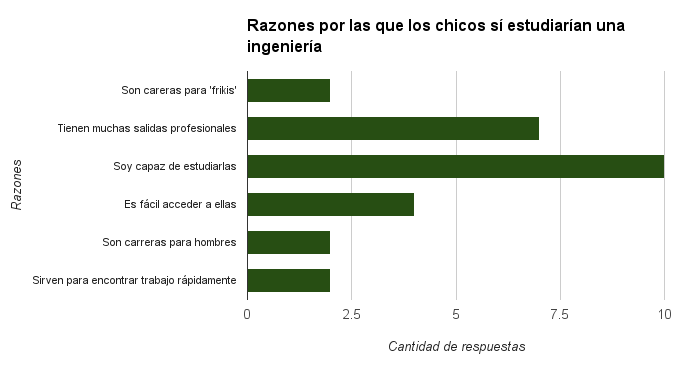 Razones por las que los chicos sí estudiarían una
ingeniería
Son careras para 'frikis'
Tienen muchas salidas profesionales
Soy capaz de estudiarlas
Es fácil acceder a ellas
Son carreras para hombres
Sirven para encontrar trabajo rápidamente
Razones
0 2.5 5 7.5 10
Cantidad de respuestas